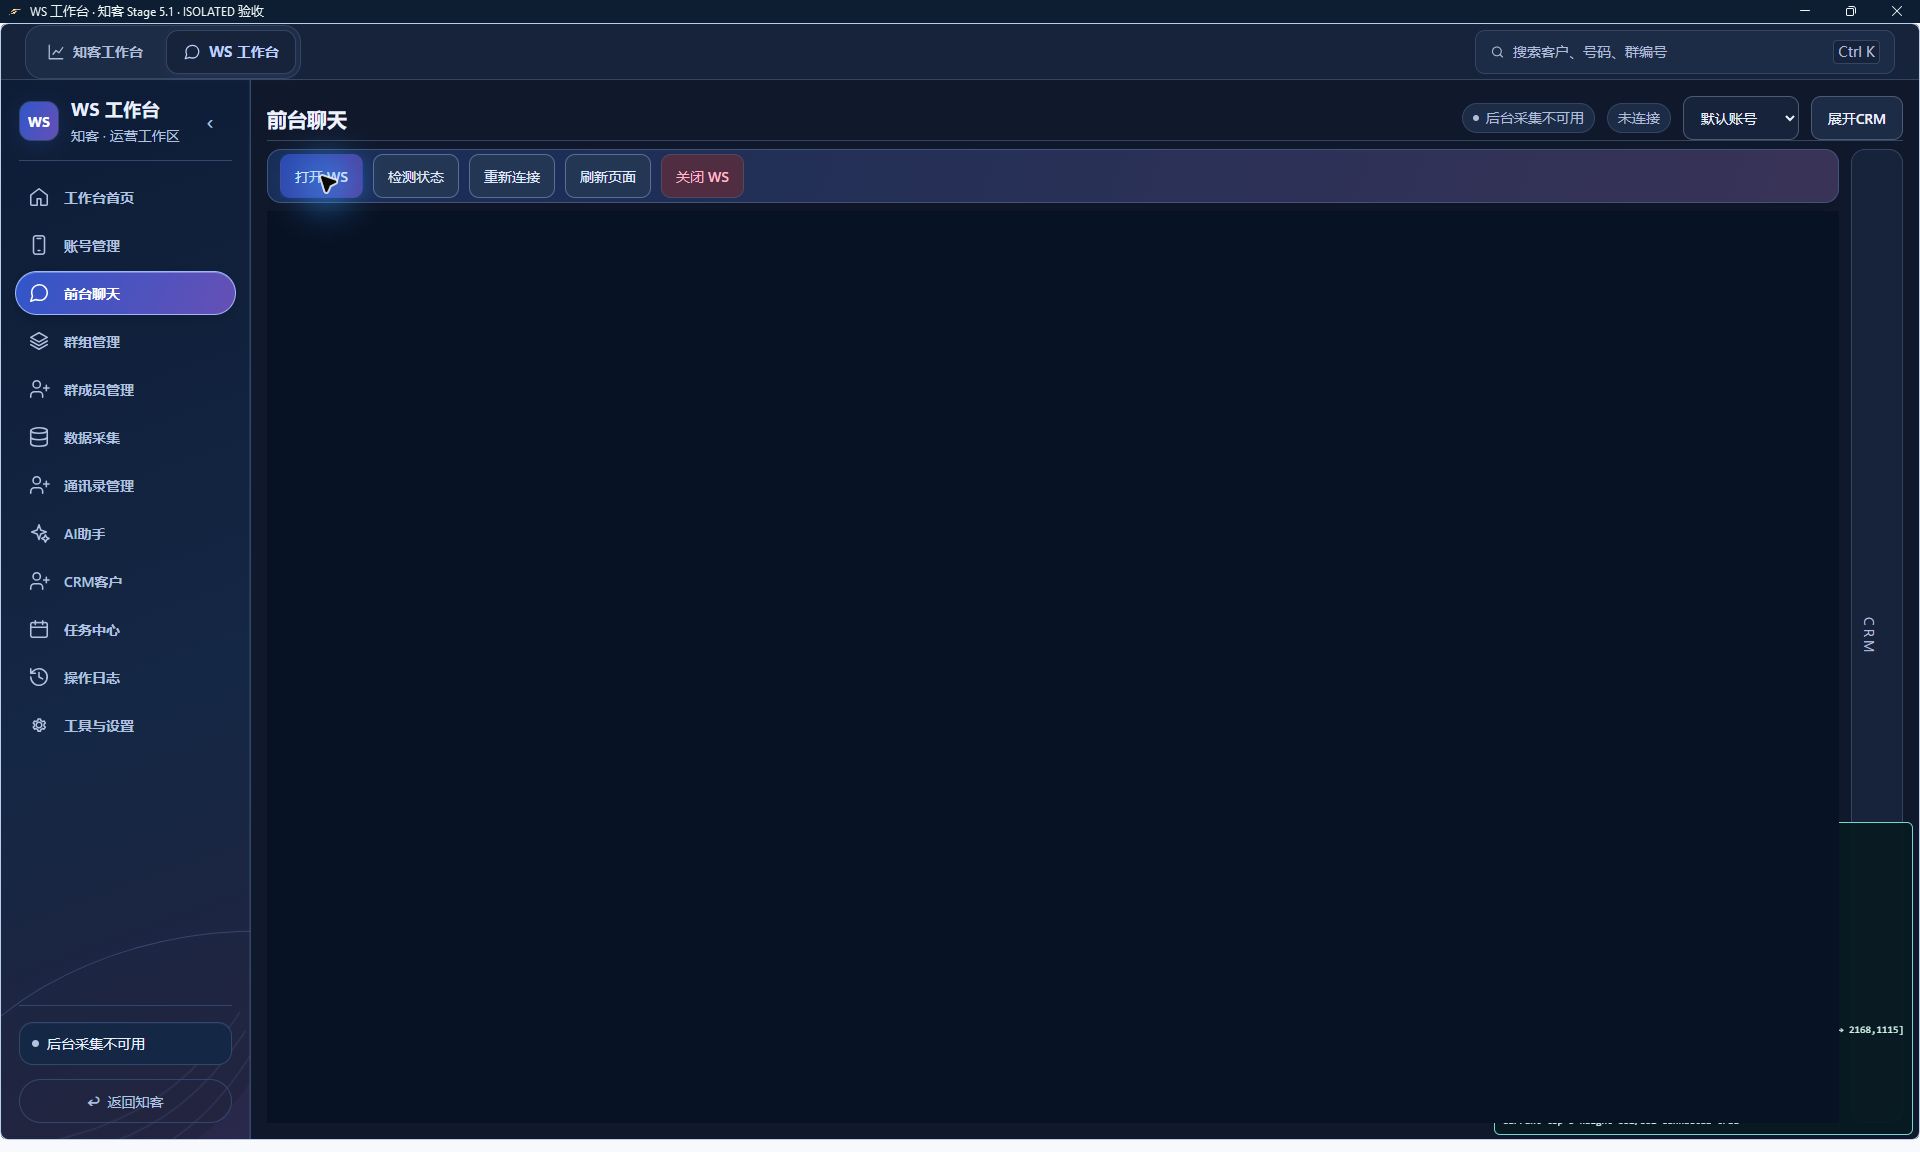 WS 工作台 · 知客 Stage 5.1 · ISOLATED 验收
知客工作台
WS 工作台
搜索客户、号码、群编号
Ctrl K
WS
WS 工作台
知客 · 运营工作区
工作台首页
账号管理
前台聊天
群组管理
群成员管理
数据采集
通讯录管理
AI助手
CRM客户
任务中心
操作日志
工具与设置
后台采集不可用
返回知客
前台聊天
后台采集不可用
未连接
默认账号
展开CRM
打开 WS
检测状态
重新连接
刷新页面
关闭 WS
CRM
2168,1115]